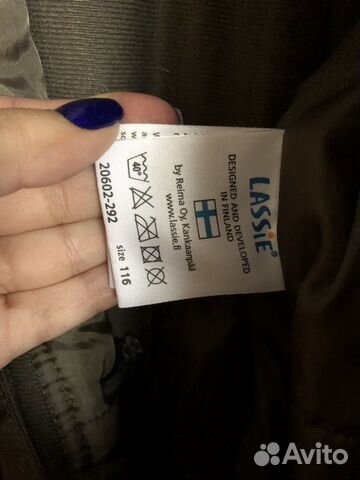 LASSIE®
DESIGNED AND DEVELOPED
IN FINLAND
by Reima Oy, Kankaanpää
www.lassie.fi
40°
20602-292 size 116
Avito